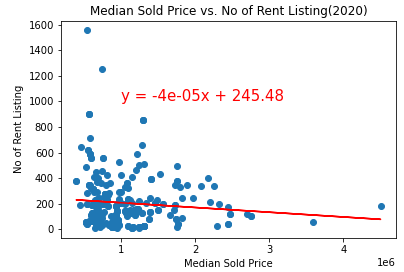 Median Sold Price vs. No of Rent Listing(2020)
1600
1400
1200
1000
800
600
400
200
0
No of Rent Listing
y = -4e-05x + 245.48
1 2 3 4
1e6
Median Sold Price